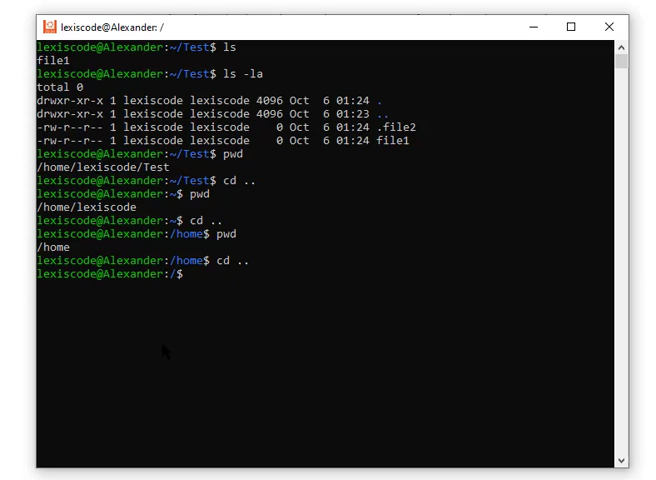 lexiscode@Alexander: /
lexiscode@Alexander:~/Test$ ls
file1
lexiscode@Alexander:~/Test$ ls -la
total 0
drwxr-xr-x 1 lexiscode lexiscode 4096 Oct  6 01:24 .
drwxr-xr-x 1 lexiscode lexiscode 4096 Oct  6 01:23 ..
-rw-r--r-- 1 lexiscode lexiscode    0 Oct  6 01:24 .file2
-rw-r--r-- 1 lexiscode lexiscode    0 Oct  6 01:24 file1
lexiscode@Alexander:~/Test$ pwd
/home/lexiscode/Test
lexiscode@Alexander:~/Test$ cd ..
lexiscode@Alexander:~$ pwd
/home/lexiscode
lexiscode@Alexander:~$ cd ..
lexiscode@Alexander:/home$ pwd
/home
lexiscode@Alexander:/home$ cd ..
lexiscode@Alexander:/$